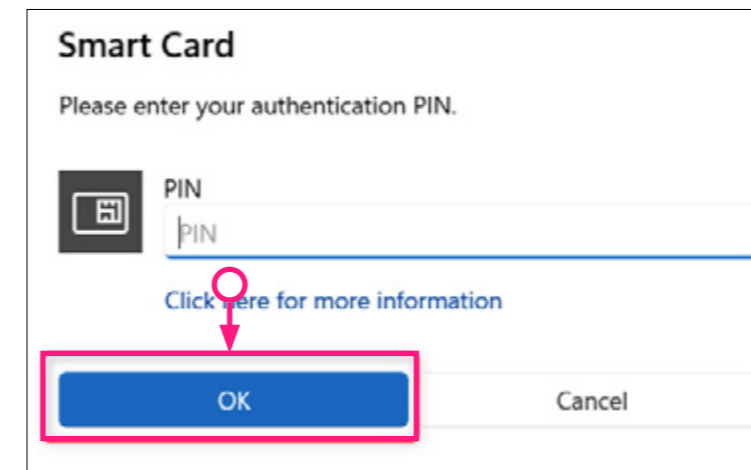 Smart Card
Please enter your authentication PIN.
PIN
PIN
Click here for more information
OK
Cancel